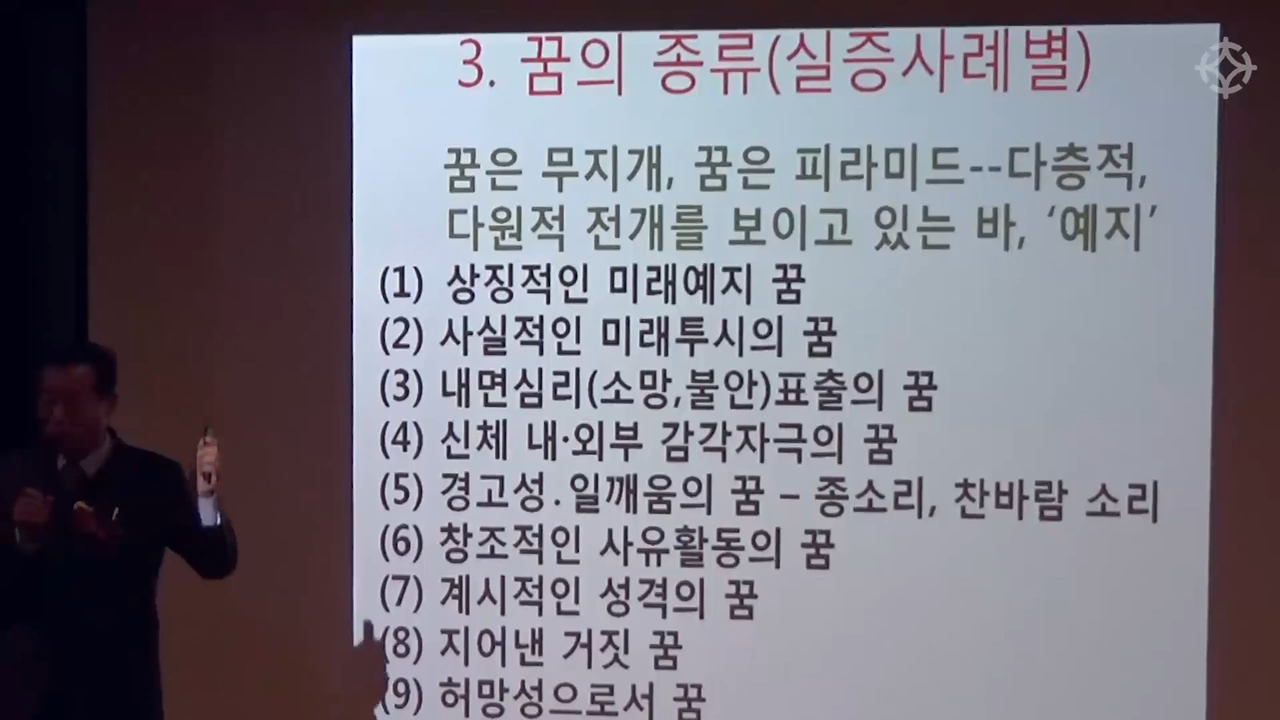 3. 꿈의 종류(실증사례별)
꿈은 무지개, 꿈은 피라미드--다층적,
다원적 전개를 보이고 있는 바, ‘예지’
(1) 상징적인 미래예지 꿈
(2) 사실적인 미래투시의 꿈
(3) 내면심리(소망,불안)표출의 꿈
(4) 신체 내·외부 감각자극의 꿈
(5) 경고성.일깨움의 꿈 – 종소리, 찬바람 소리
(6) 창조적인 사유활동의 꿈
(7) 계시적인 성격의 꿈
(8) 지어낸 거짓 꿈
(9) 허망성으로서 꿈